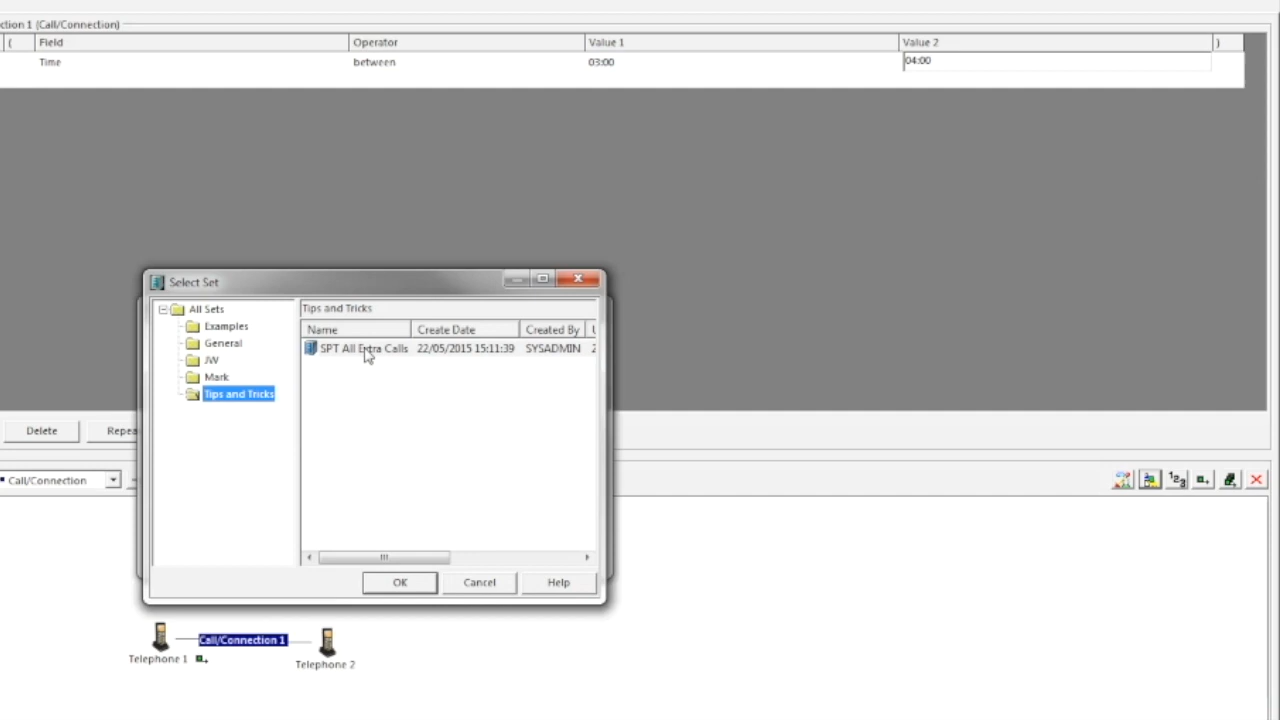 ction 1 (Call/Connection)
( Field Operator Value 1 Value 2 )
Time between 03:00 04:00
Select Set
All Sets
Examples
General
JW
Mark
Tips and Tricks
Tips and Tricks
Name Create Date Created By
SPT All Extra Calls 22/05/2015 15:11:39 SYSADMIN 2
Delete Repea
Call/Connection
OK Cancel Help
Call/Connection 1
Telephone 1
Telephone 2